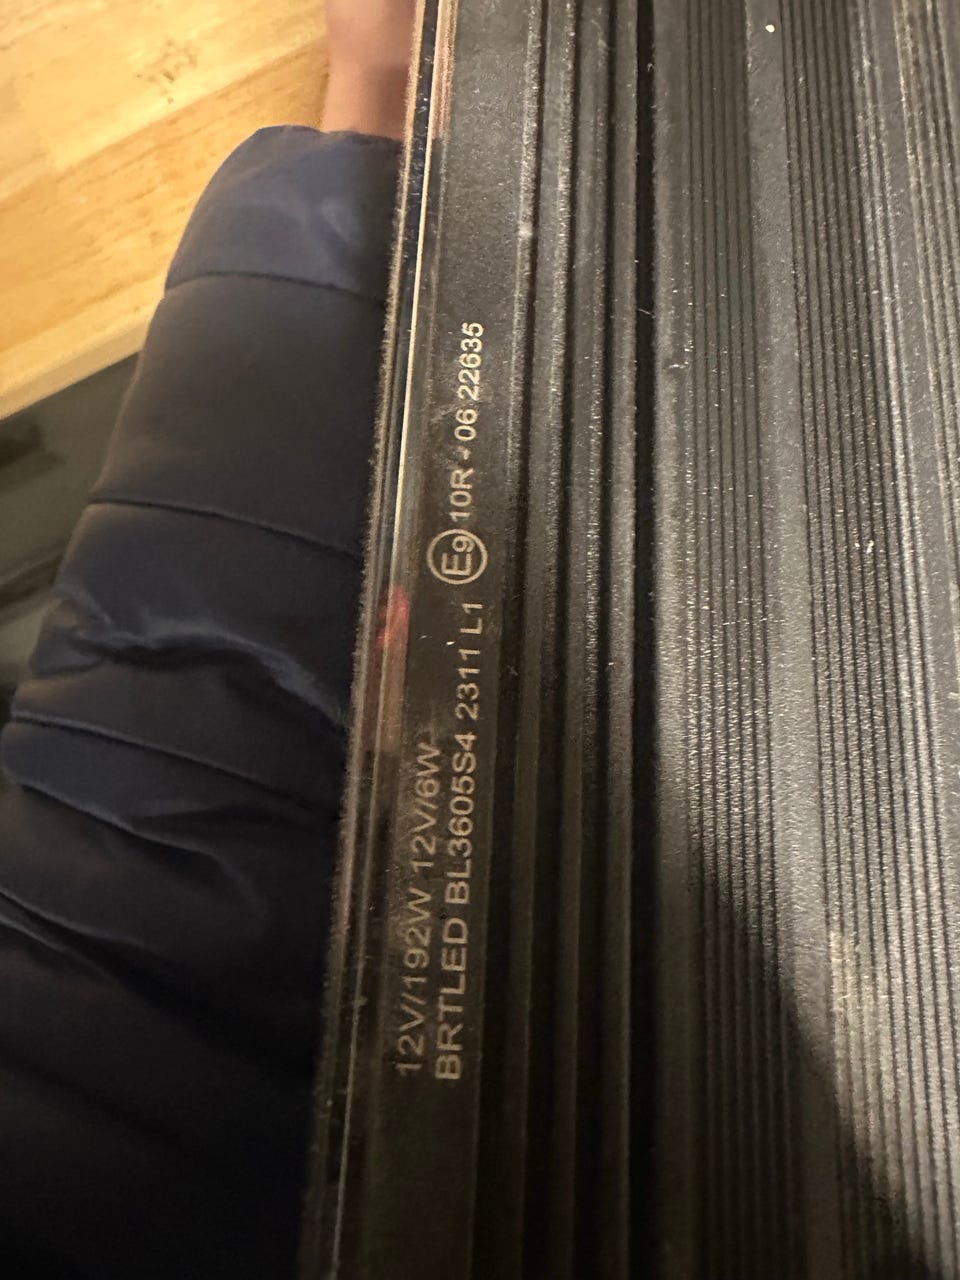 12V/192W 12V/6W
BRTLED BL3605S4 2311 L1 E9 10R - 06 22635